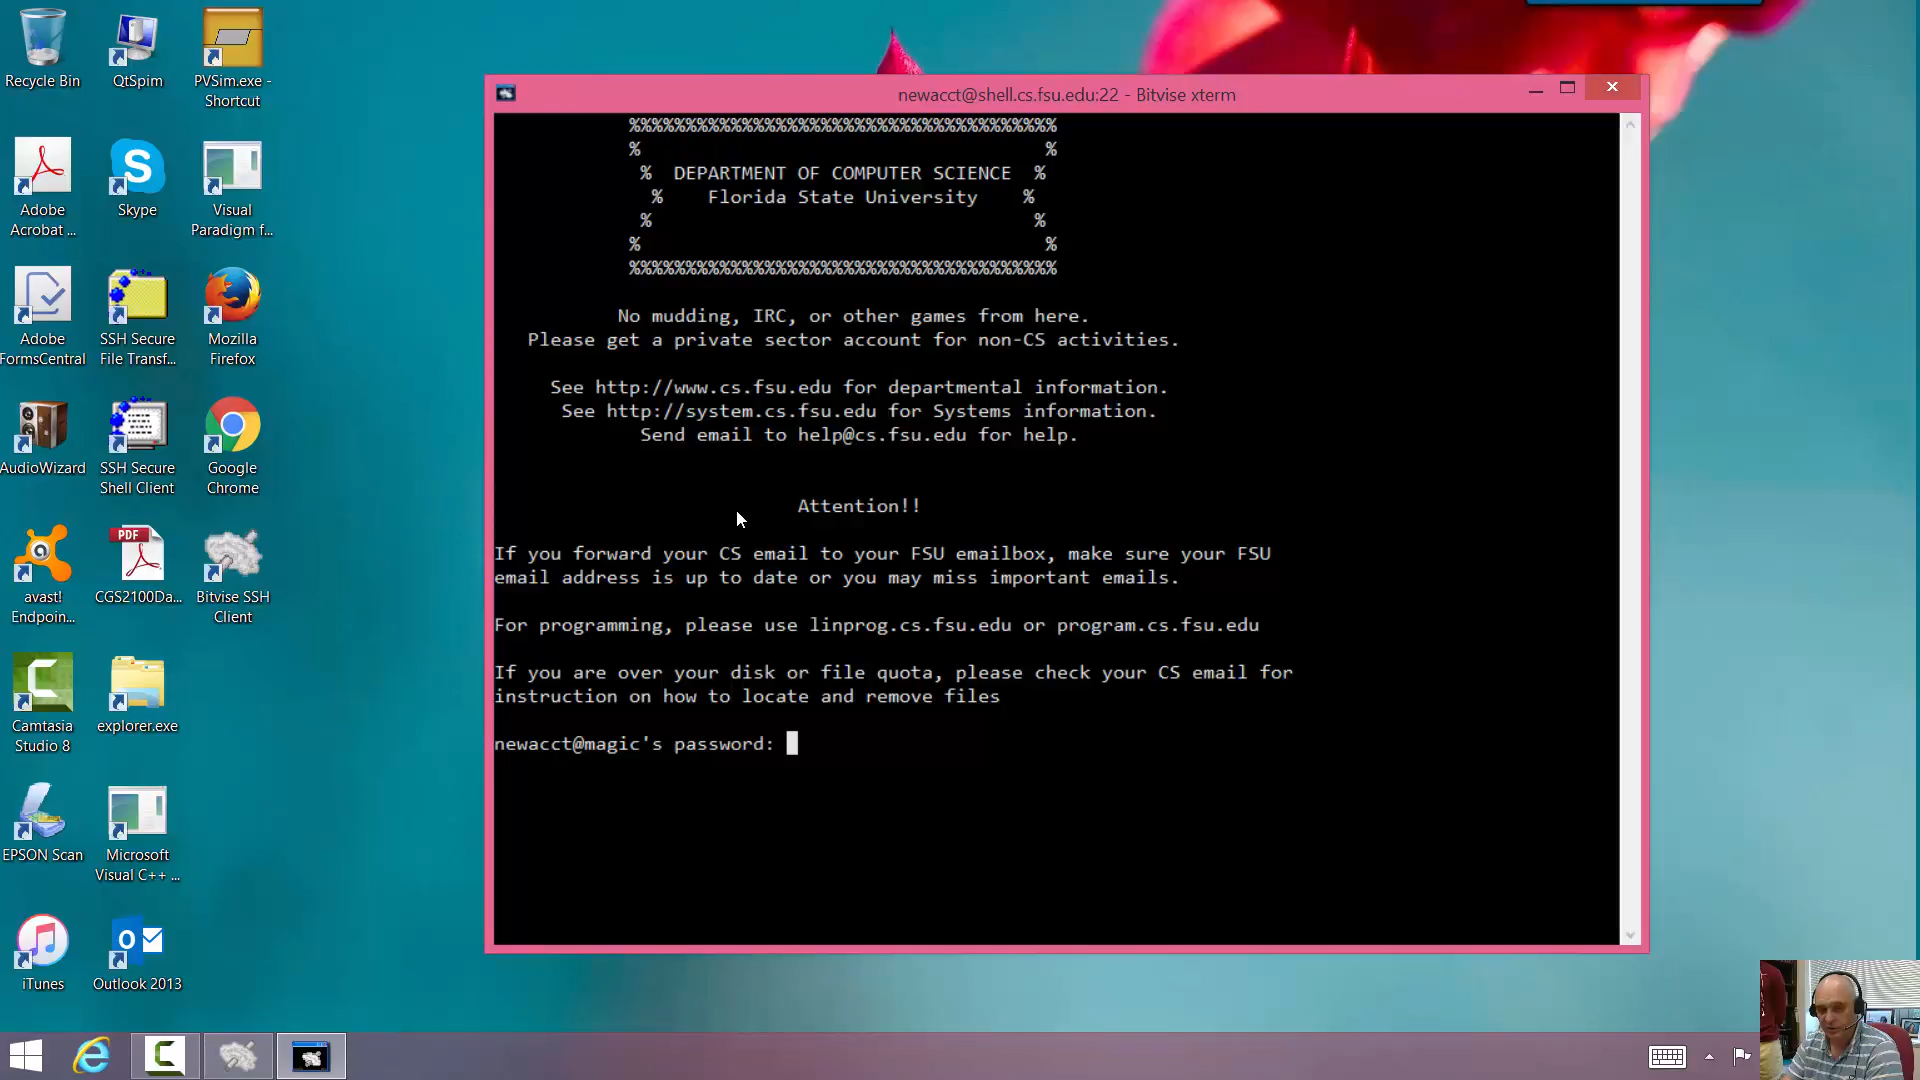 Recycle Bin
QtSpim
PVSim.exe -
Shortcut
Adobe
Acrobat ...
Skype
Visual
Paradigm f...
Adobe
FormsCentral
SSH Secure
File Transf...
Mozilla
Firefox
AudioWizard
SSH Secure
Shell Client
Google
Chrome
avast!
Endpoin...
PDF
CGS2100Da...
Bitvise SSH
Client
Camtasia
Studio 8
explorer.exe
EPSON Scan
Microsoft
Visual C++ ...
iTunes
Outlook 2013
newacct@shell.cs.fsu.edu:22 - Bitvise xterm
%%%%%%%%%%%%%%%%%%%%%%%%%%%%%%%%%%%%%%
% %
% DEPARTMENT OF COMPUTER SCIENCE %
% Florida State University %
% %
% %
%%%%%%%%%%%%%%%%%%%%%%%%%%%%%%%%%%%%%%
No mudding, IRC, or other games from here.
Please get a private sector account for non-CS activities.
See http://www.cs.fsu.edu for departmental information.
See http://system.cs.fsu.edu for Systems information.
Send email to help@cs.fsu.edu for help.
Attention!!
If you forward your CS email to your FSU emailbox, make sure your FSU
email address is up to date or you may miss important emails.
For programming, please use linprog.cs.fsu.edu or program.cs.fsu.edu
If you are over your disk or file quota, please check your CS email for
instruction on how to locate and remove files
newacct@magic's password: